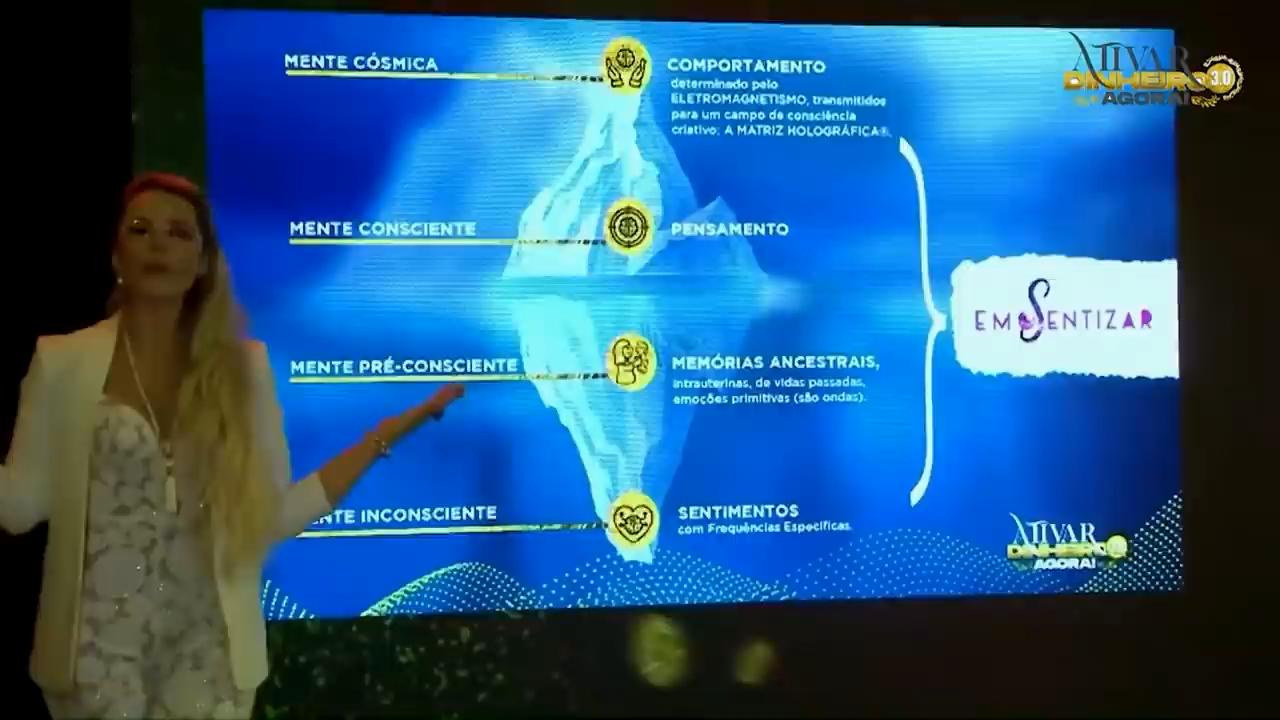 MENTE CÓSMICA
COMPORTAMENTO
determinado pelo
ELETROMAGNETISMO, transmitidos
para um campo de consciência
criativo: A MATRIZ HOLOGRÁFICA®.
ATIVAR
DINHEIRO 3.0
AGORA!
MENTE CONSCIENTE
PENSAMENTO
EMOSENTIZAR
MENTE PRÉ-CONSCIENTE
MEMÓRIAS ANCESTRAIS,
intrauterinas, de vidas passadas,
emoções primitivas (são ondas).
ENTE INCONSCIENTE
SENTIMENTOS
com Frequências Específicas.
ATIVAR
DINHEIRO
AGORA!